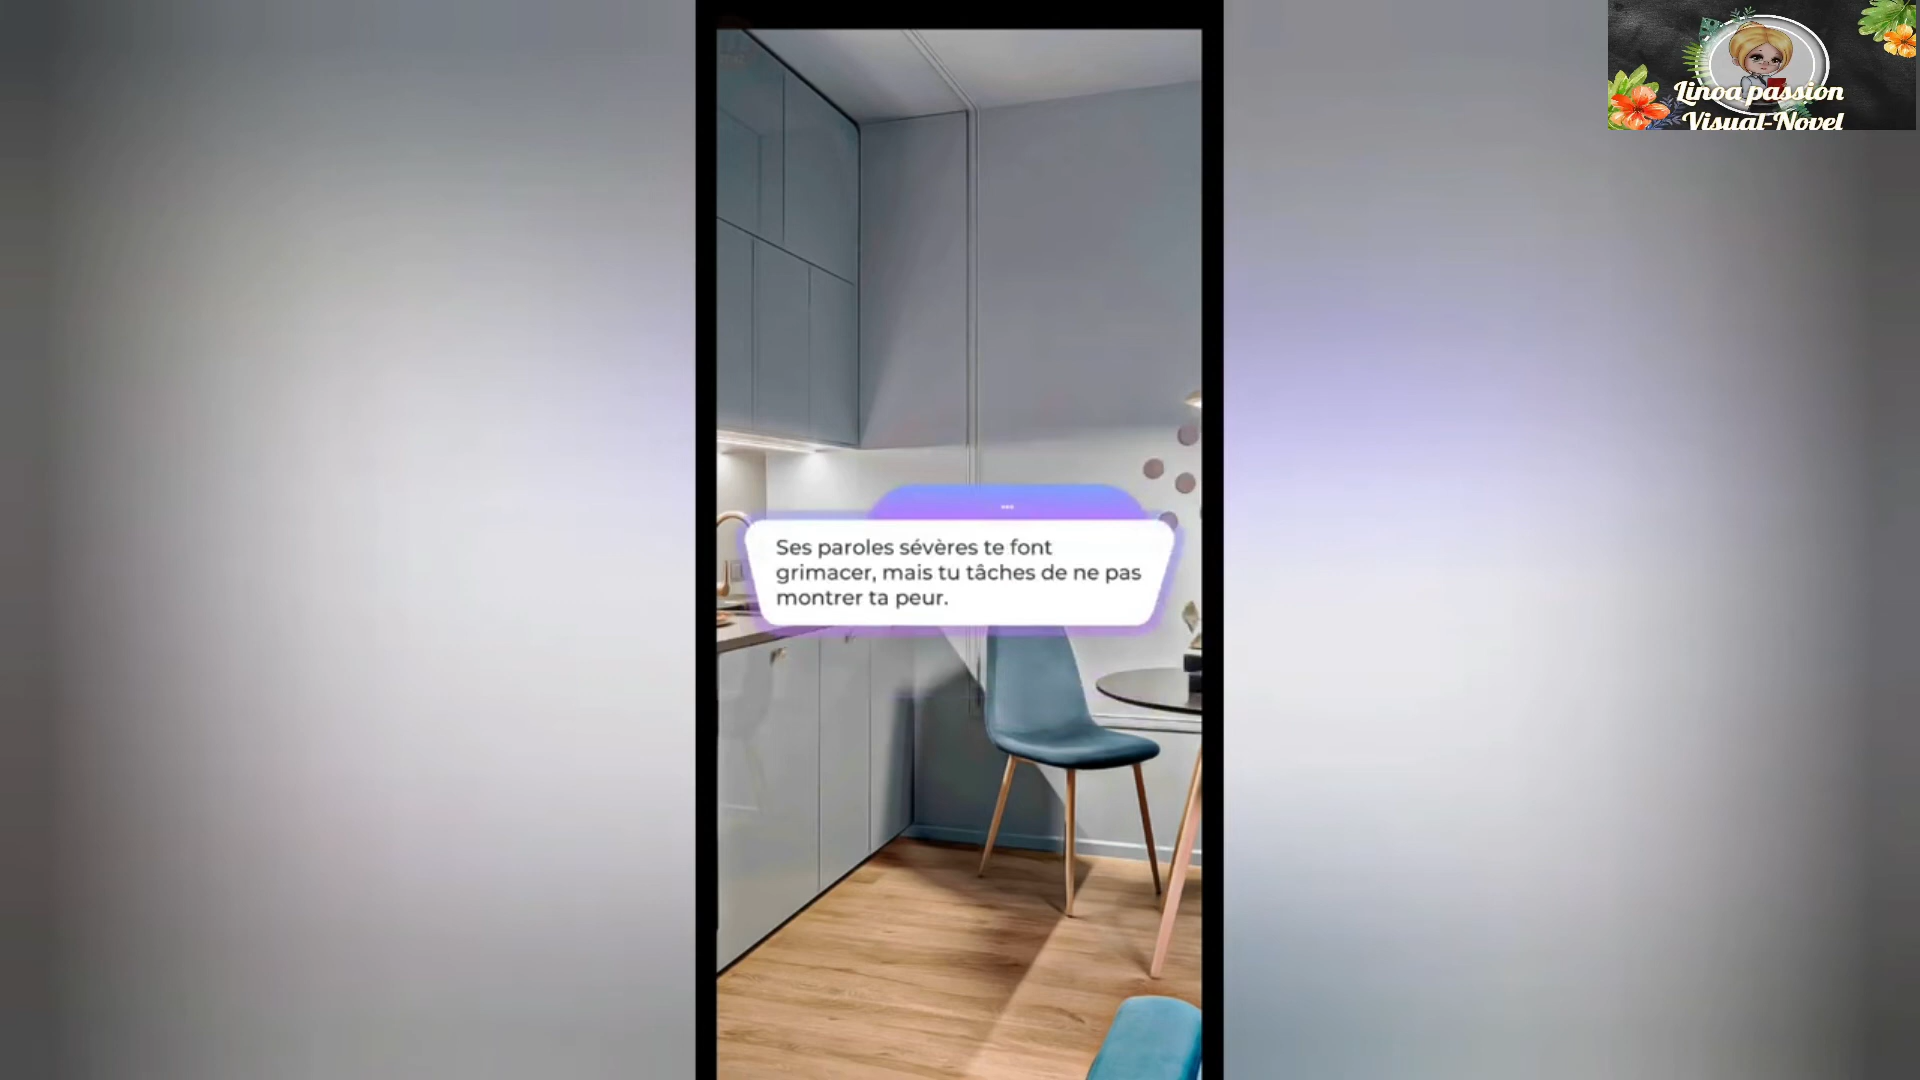 Linoa passion
Visual-Novel
...
Ses paroles sévères te font
grimacer, mais tu tâches de ne pas
montrer ta peur.